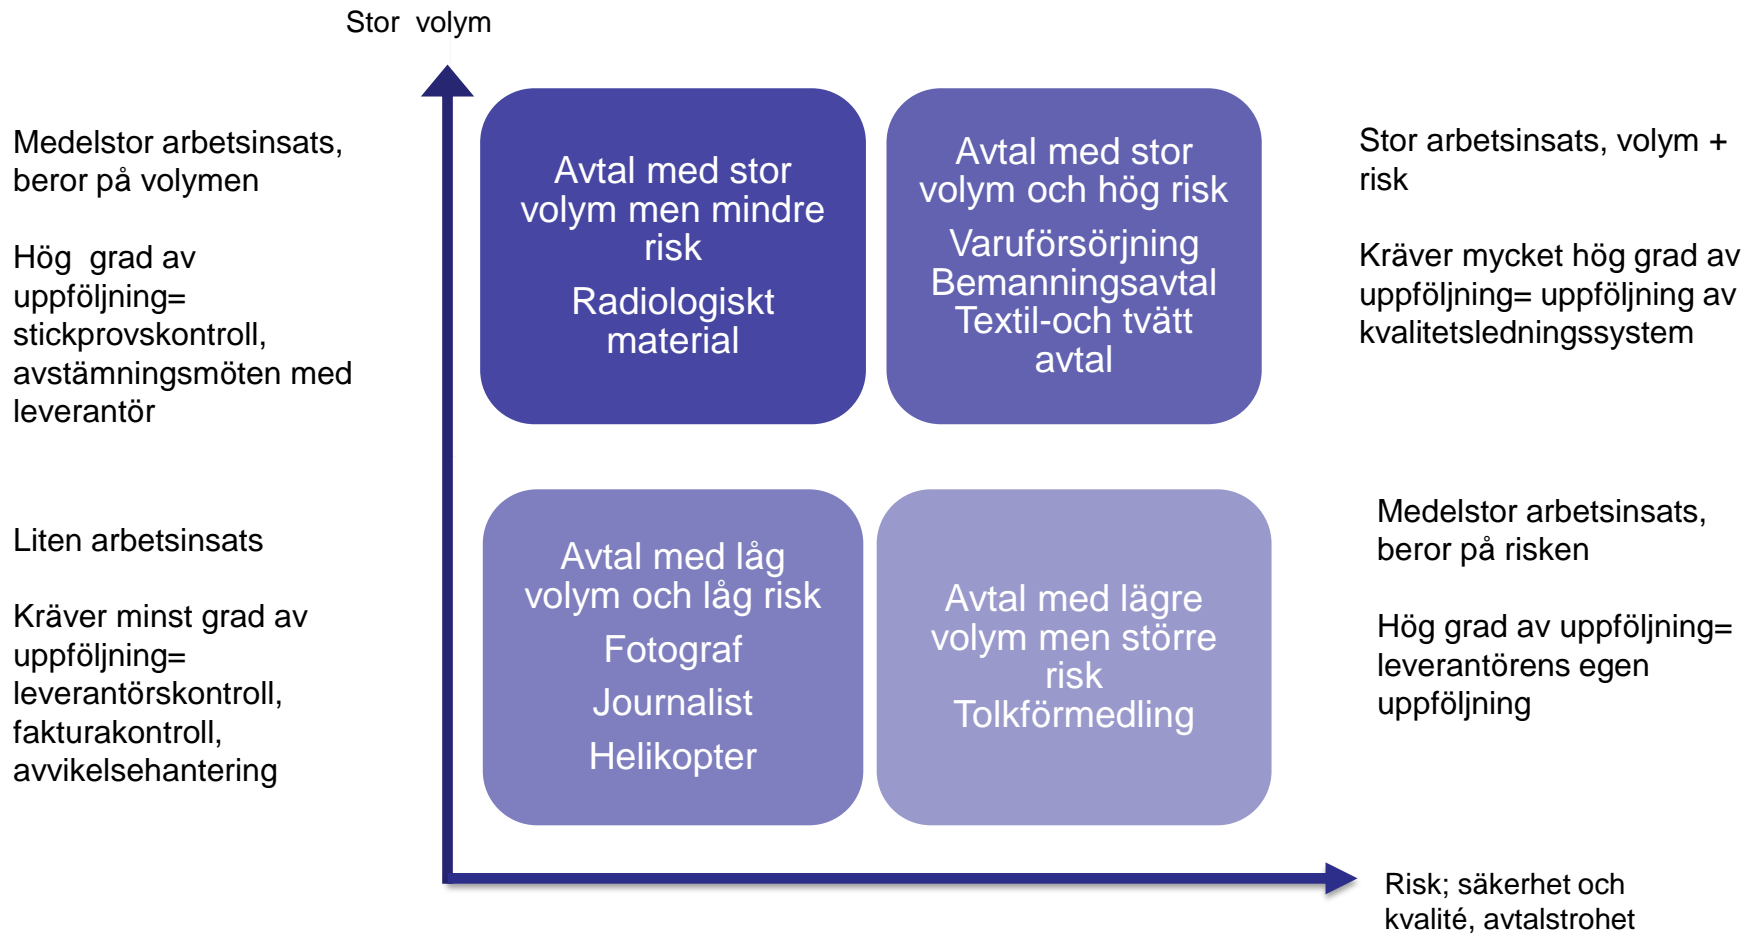 Stor  volym
Medelstor arbetsinsats,
beror på volymen
Hög  grad av
uppföljning=
stickprovskontroll,
avstämningsmöten med
leverantör
Avtal med stor
volym men mindre
risk
Radiologiskt
material
Avtal med stor
volym och hög risk
Varuförsörjning
Bemanningsavtal
Textil-och tvätt
avtal
Stor arbetsinsats, volym +
risk
Kräver mycket hög grad av
uppföljning= uppföljning av
kvalitetsledningssystem
Liten arbetsinsats
Kräver minst grad av
uppföljning=
leverantörskontroll,
fakturakontroll,
avvikelsehantering
Avtal med låg
volym och låg risk
Fotograf
Journalist
Helikopter
Avtal med lägre
volym men större
risk
Tolkförmedling
Medelstor arbetsinsats,
beror på risken
Hög grad av uppföljning=
leverantörens egen
uppföljning
Risk; säkerhet och
kvalité, avtalstrohet